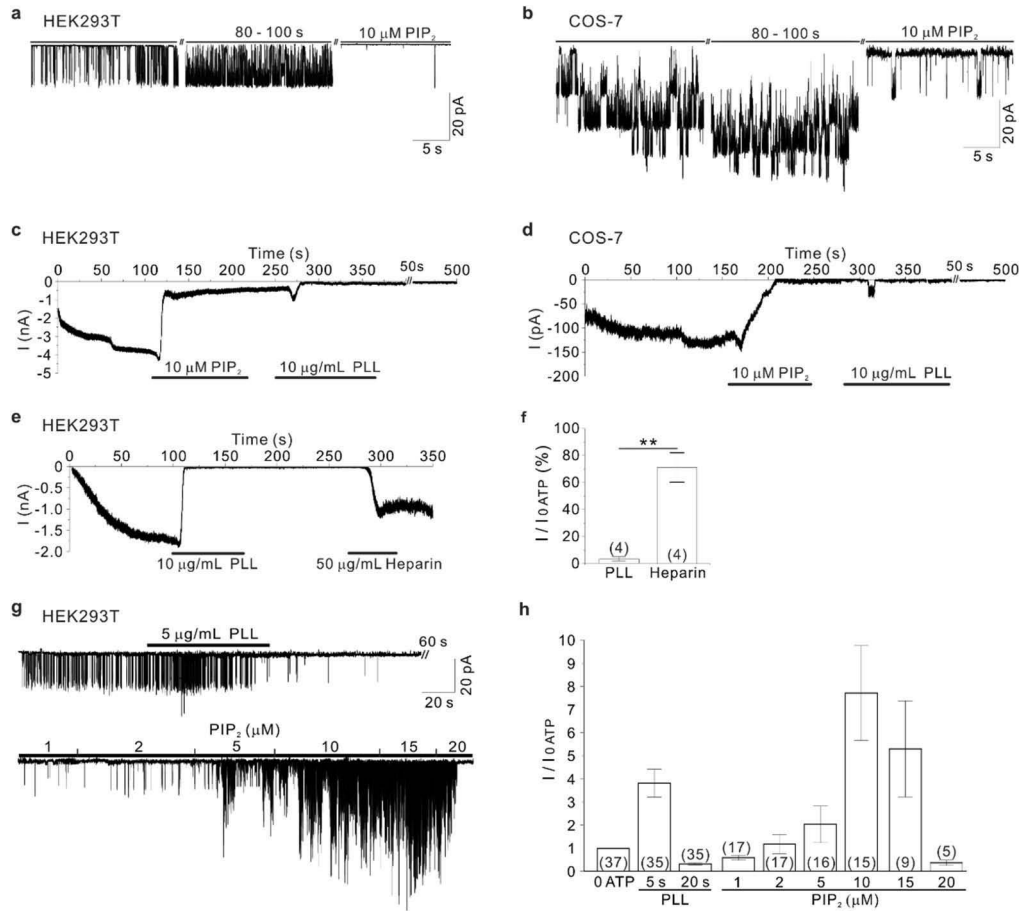 a HEK293T
80 - 100 s
10 μM PIP2
20 pA
5 s
b COS-7
80 - 100 s
10 μM PIP2
20 pA
5 s
c HEK293T
Time (s)
0 50 100 150 200 250 300 350 50s 500
I (nA)
0
-1
-2
-3
-4
-5
10 μM PIP2
10 μg/mL PLL
d COS-7
Time (s)
0 50 100 150 200 250 300 350 50 s 500
I (pA)
0
-50
-100
-150
-200
10 μM PIP2
10 μg/mL PLL
e HEK293T
Time (s)
0 50 100 150 200 250 300 350
I (nA)
0
-0.5
-1.0
-1.5
-2.0
10 μg/mL PLL
50 μg/mL Heparin
f
I / I0 ATP (%)
100
80
60
40
20
0
**
(4)
(4)
PLL Heparin
g HEK293T
5 μg/mL PLL
60 s
20 pA
20 s
PIP2 (μM)
1 2 5 10 15 20
h
I / I0 ATP
10
9
8
7
6
5
4
3
2
1
0
(37) (35) (35) (17) (17) (16) (15) (9) (5)
0 ATP 5 s 20 s 1 2 5 10 15 20
PLL PIP2 (μM)